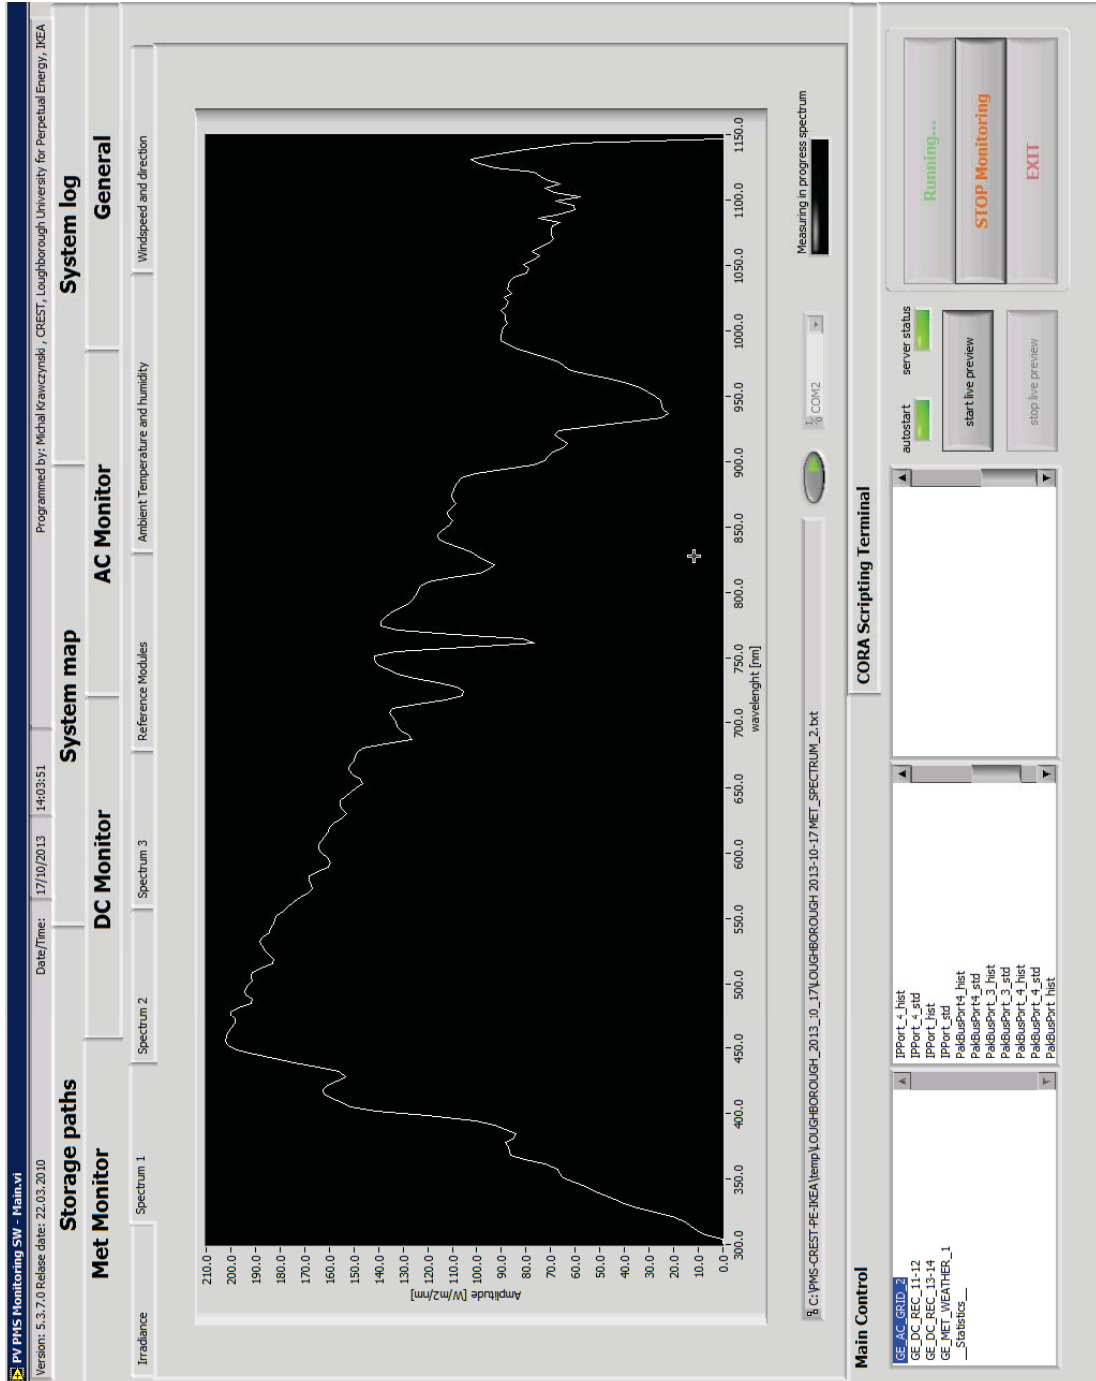 PV PMS Monitoring SW - Main.vi
Version: 5.3.7.0 Relase date: 22.03.2010 Date/Time: 17/10/2013 14:03:51 Programmed by: Michal Krawczynski , CREST, Loughborough University for Perpetual Energy, IKEA
Storage paths System map System log
Met Monitor DC Monitor AC Monitor General
Irradiance Spectrum 1 Spectrum 2 Spectrum 3 Reference Modules Ambient Temperature and humidity Windspeed and direction
Amplitude [W/m2/nm]
210.0
200.0
190.0
180.0
170.0
160.0
150.0
140.0
130.0
120.0
110.0
100.0
90.0
80.0
70.0
60.0
50.0
40.0
30.0
20.0
10.0
0.0
300.0 350.0 400.0 450.0 500.0 550.0 600.0 650.0 700.0 750.0 800.0 850.0 900.0 950.0 1000.0 1050.0 1100.0 1150.0
wavelenght [nm]
C:\PMS-CREST-PE-IKEA\temp\LOUGHBOROUGH_2013_10_17\LOUGHBOROUGH 2013-10-17 MET_SPECTRUM_2.txt
COM2
Measuring in progress spectrum
Main Control CORA Scripting Terminal
GE_AC_GRID_2
GE_DC_REC_11-12
GE_DC_REC_13-14
GE_MET_WEATHER_1
__Statistics__
IPPort_4_hist
IPPort_4_std
IPPort_hist
IPPort_std
PakBusPort4_hist
PakBusPort4_std
PakBusPort_3_hist
PakBusPort_3_std
PakBusPort_4_hist
PakBusPort_4_std
PakBusPort_hist
autostart server status
start live preview
stop live preview
Running...
STOP Monitoring
EXIT